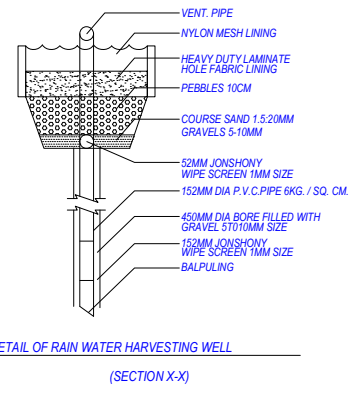 VENT. PIPE
NYLON MESH LINING
HEAVY DUTY LAMINATE
HOLE FABRIC LINING
PEBBLES 10CM
COURSE SAND 1.5:20MM
GRAVELS 5-10MM
52MM JONSHONY
WIPE SCREEN 1MM SIZE
152MM DIA P.V.C.PIPE 6KG. / SQ. CM.
450MM DIA BORE FILLED WITH
GRAVEL 5T010MM SIZE
152MM JONSHONY
WIPE SCREEN 1MM SIZE
BALPULING
ETAIL OF RAIN WATER HARVESTING WELL
(SECTION X-X)